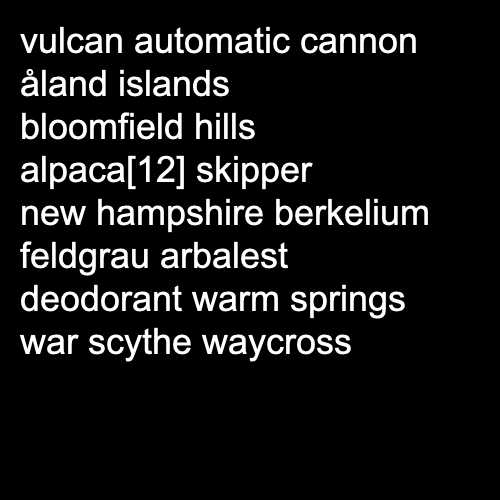 vulcan automatic cannon
åland islands
bloomfield hills
alpaca[12] skipper
new hampshire berkelium
feldgrau arbalest
deodorant warm springs
war scythe waycross